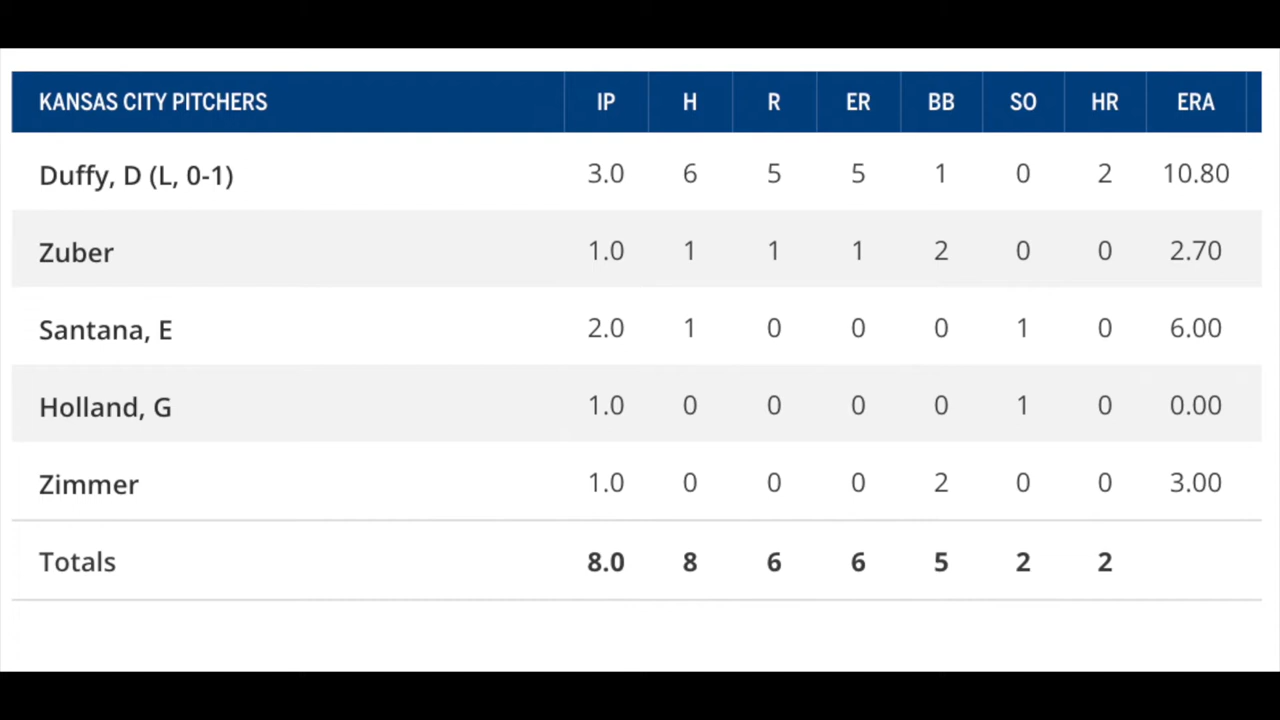 KANSAS CITY PITCHERS IP H R ER BB SO HR ERA
Duffy, D (L, 0-1) 3.0 6 5 5 1 0 2 10.80
Zuber 1.0 1 1 1 2 0 0 2.70
Santana, E 2.0 1 0 0 0 1 0 6.00
Holland, G 1.0 0 0 0 0 1 0 0.00
Zimmer 1.0 0 0 0 2 0 0 3.00
Totals 8.0 8 6 6 5 2 2